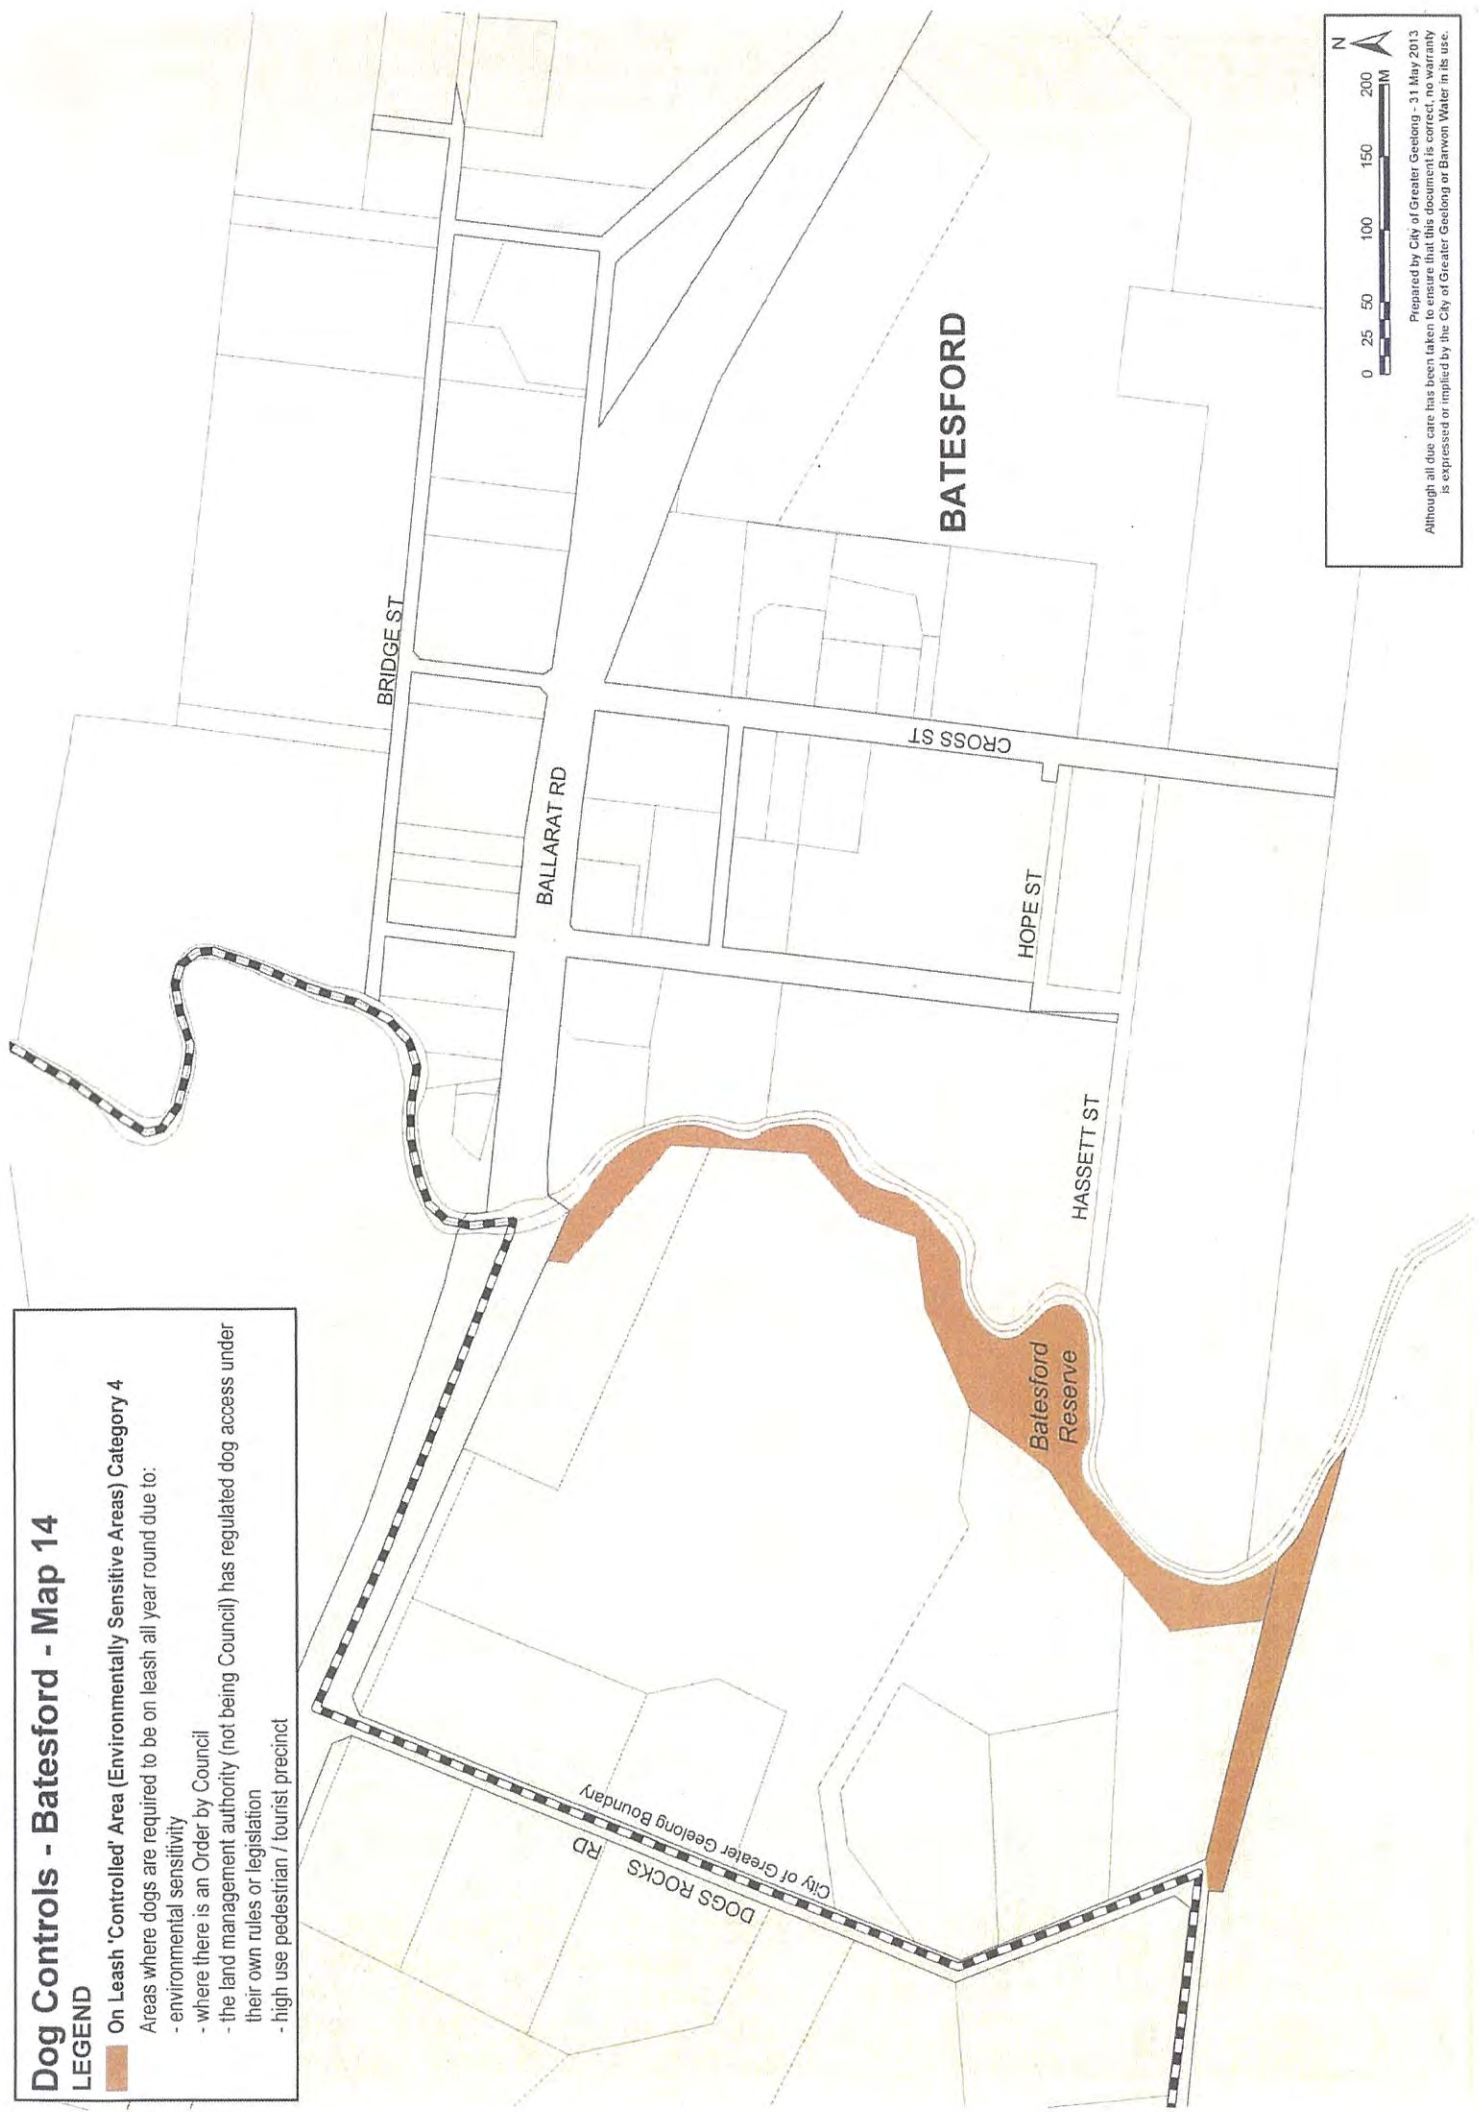 Dog Controls - Batesford - Map 14
LEGEND
On Leash 'Controlled' Area (Environmentally Sensitive Areas) Category 4
Areas where dogs are required to be on leash all year round due to:
- environmental sensitivity
- where there is an Order by Council
- the land management authority (not being Council) has regulated dog access under
their own rules or legislation
- high use pedestrian / tourist precinct
BRIDGE ST
BALLARAT RD
CROSS ST
HOPE ST
HASSETT ST
BATESFORD
Batesford
Reserve
City of Greater Geelong Boundary
DOGS ROCKS RD
N
0 25 50 100 150 200
M
Prepared by City of Greater Geelong - 31 May 2013
Although all due care has been taken to ensure that this document is correct, no warranty
is expressed or implied by the City of Greater Geelong or Barwon Water in its use.